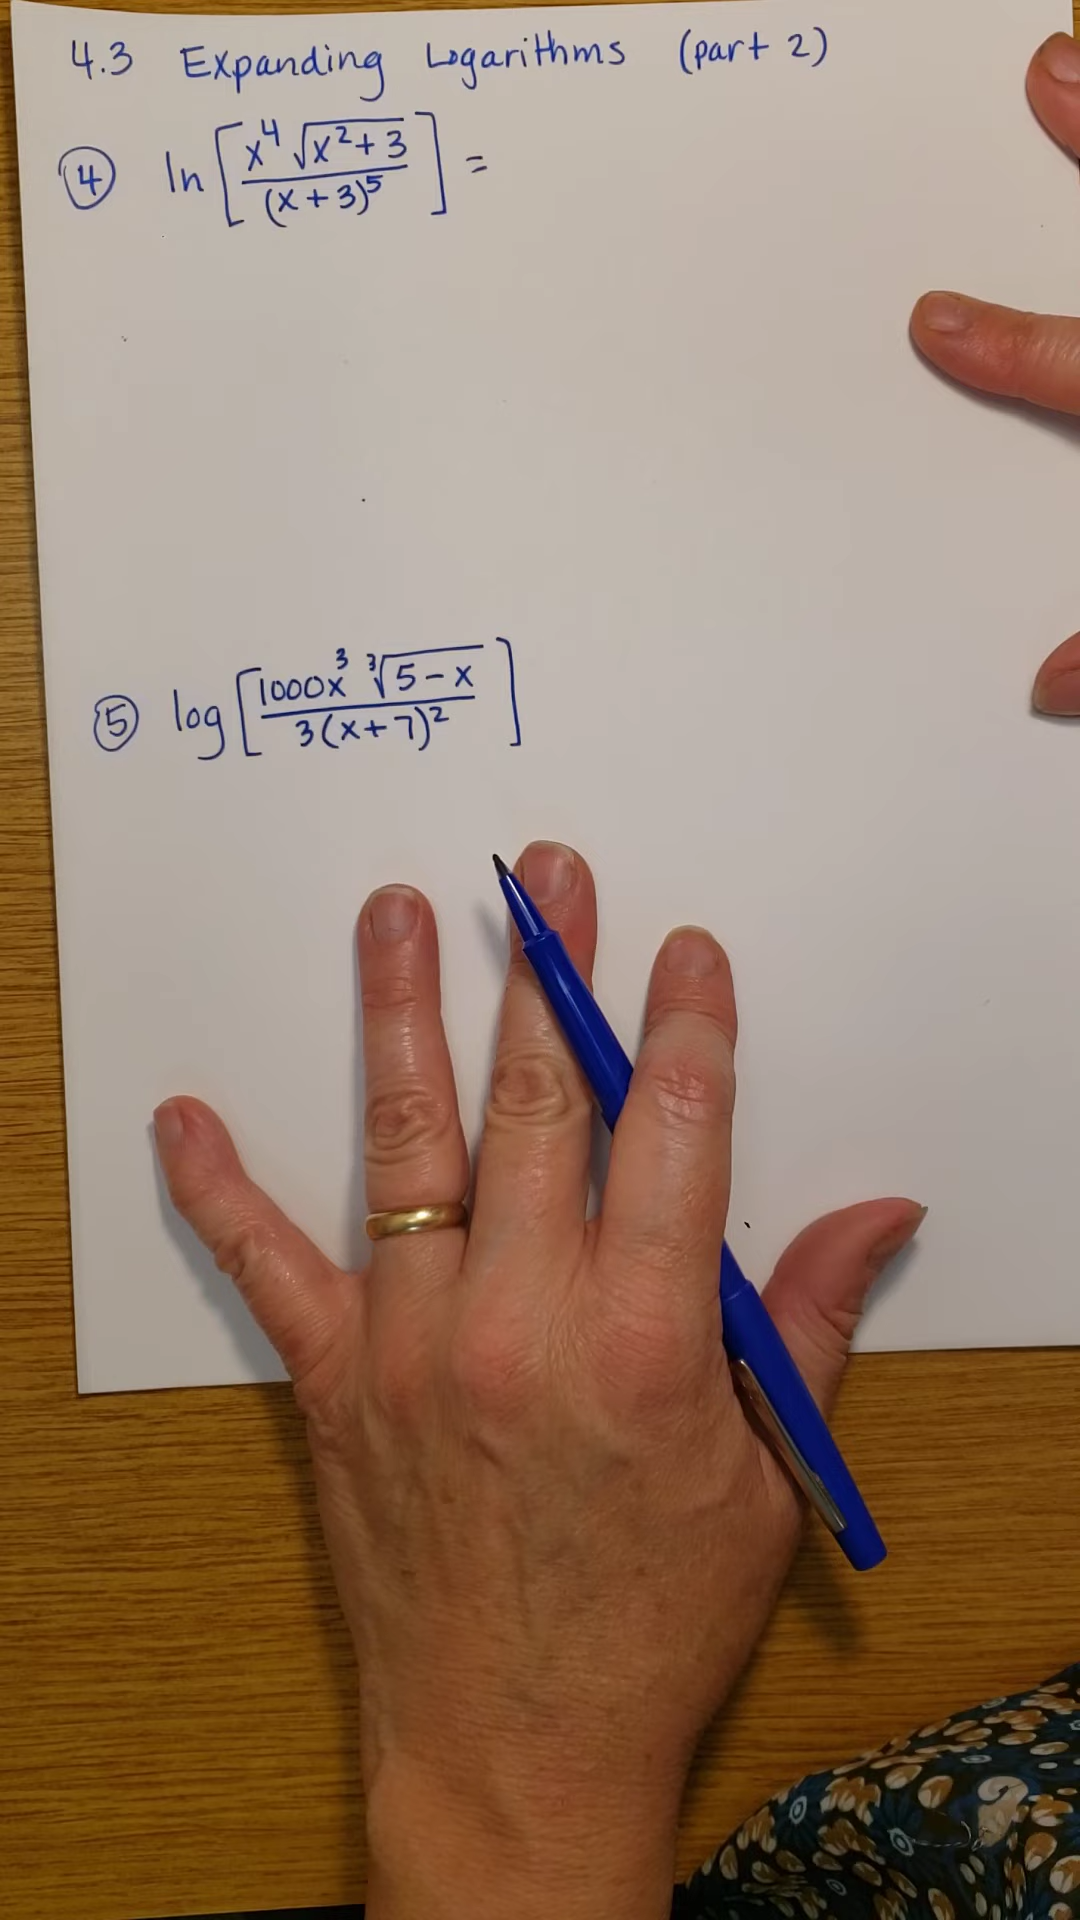 4.3 Expanding Logarithms (part 2)
④ ln [ x⁴ √(x² + 3) / (x + 3)⁵ ] =
⑤ log [ 1000x³ ∛(5 − x) / 3(x + 7)² ]